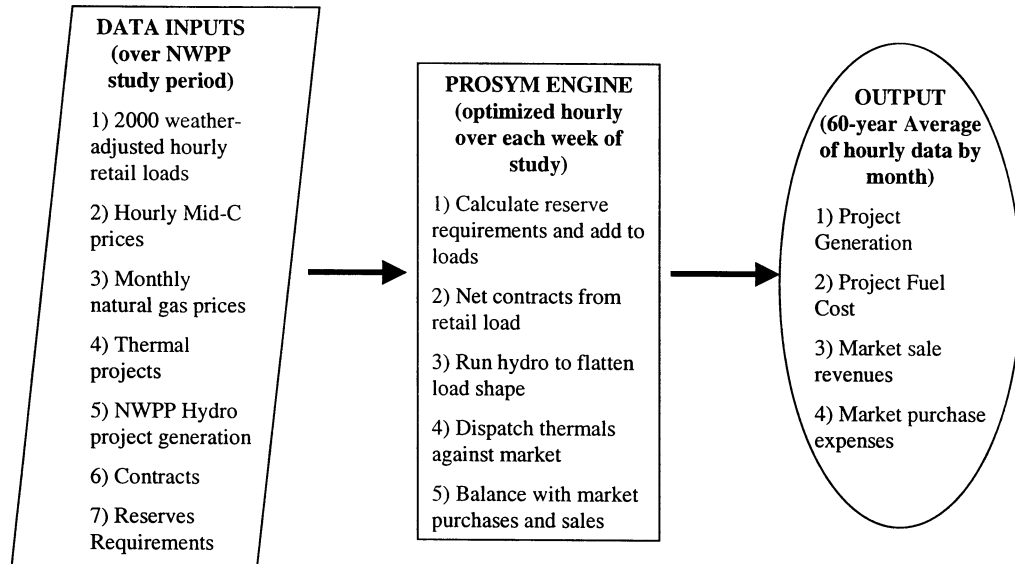 DATA INPUTS
(over NWPP
study period)
1) 2000 weather-
adjusted hourly
retail loads
2) Hourly Mid-C
prices
3) Monthly
natural gas prices
4) Thermal
projects
5) NWPP Hydro
project generation
6) Contracts
7) Reserves
Requirements
PROSYM ENGINE
(optimized hourly
over each week of
study)
1) Calculate reserve
requirements and add to
loads
2) Net contracts from
retail load
3) Run hydro to flatten
load shape
4) Dispatch thermals
against market
5) Balance with market
purchases and sales
OUTPUT
(60-year Average
of hourly data by
month)
1) Project
Generation
2) Project Fuel
Cost
3) Market sale
revenues
4) Market purchase
expenses